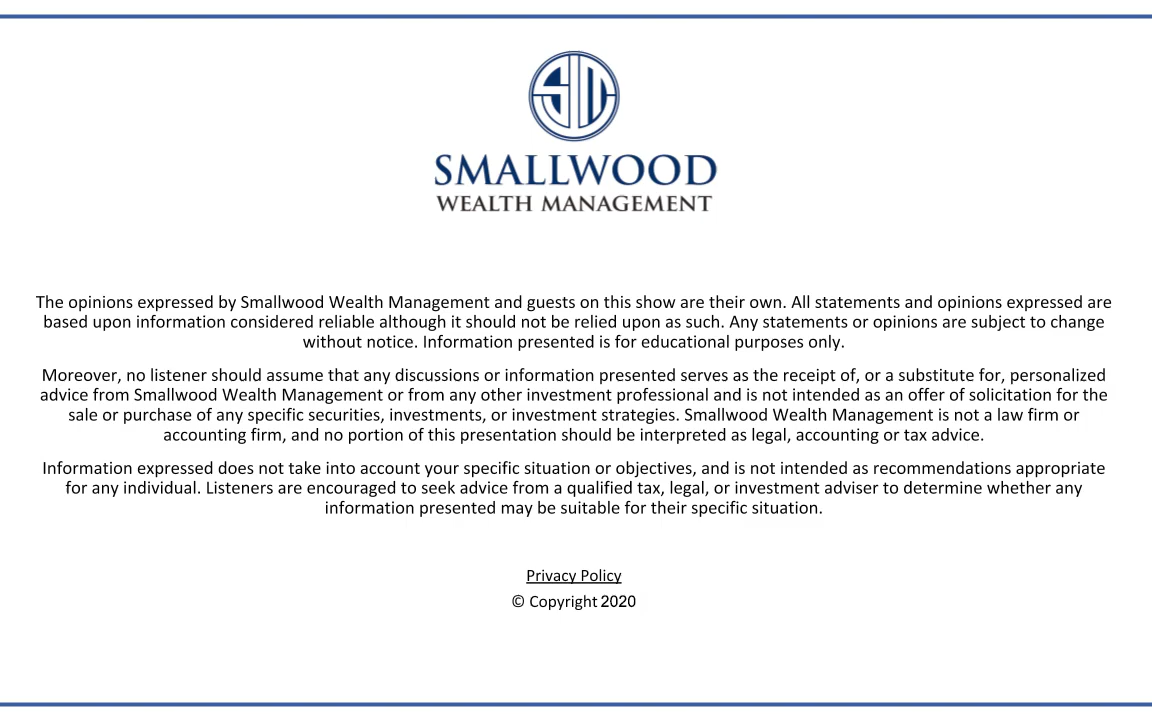 SMALLWOOD
WEALTH MANAGEMENT
The opinions expressed by Smallwood Wealth Management and guests on this show are their own. All statements and opinions expressed are
based upon information considered reliable although it should not be relied upon as such. Any statements or opinions are subject to change
without notice. Information presented is for educational purposes only.
Moreover, no listener should assume that any discussions or information presented serves as the receipt of, or a substitute for, personalized
advice from Smallwood Wealth Management or from any other investment professional and is not intended as an offer of solicitation for the
sale or purchase of any specific securities, investments, or investment strategies. Smallwood Wealth Management is not a law firm or
accounting firm, and no portion of this presentation should be interpreted as legal, accounting or tax advice.
Information expressed does not take into account your specific situation or objectives, and is not intended as recommendations appropriate
for any individual. Listeners are encouraged to seek advice from a qualified tax, legal, or investment adviser to determine whether any
information presented may be suitable for their specific situation.
Privacy Policy
© Copyright 2020